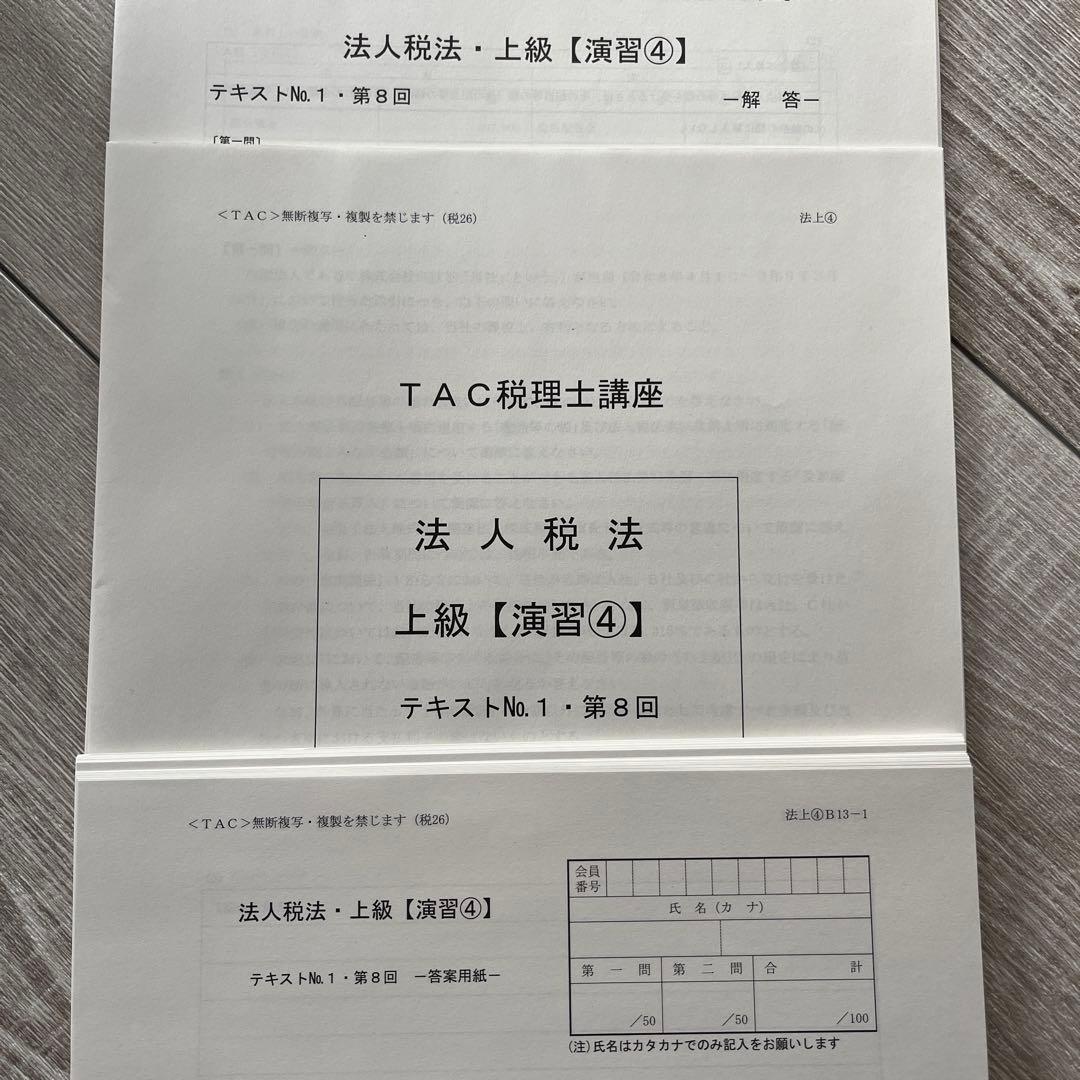 法人税法・上級【演習④】
テキスト№１・第８回　－解　答－
〔第一問〕
＜ＴＡＣ＞無断複写・複製を禁じます（税26）　法上④
ＴＡＣ税理士講座
法 人 税 法
上級【演習④】
テキスト№１・第８回
＜ＴＡＣ＞無断複写・複製を禁じます（税26）　法上④Ｂ13－1
会員
番号
氏　名（カ　ナ）
法人税法・上級【演習④】
テキスト№１・第８回　－答案用紙－
第　一　問　第　二　問　合　計
／50　／50　／100
（注）氏名はカタカナでのみ記入をお願いします